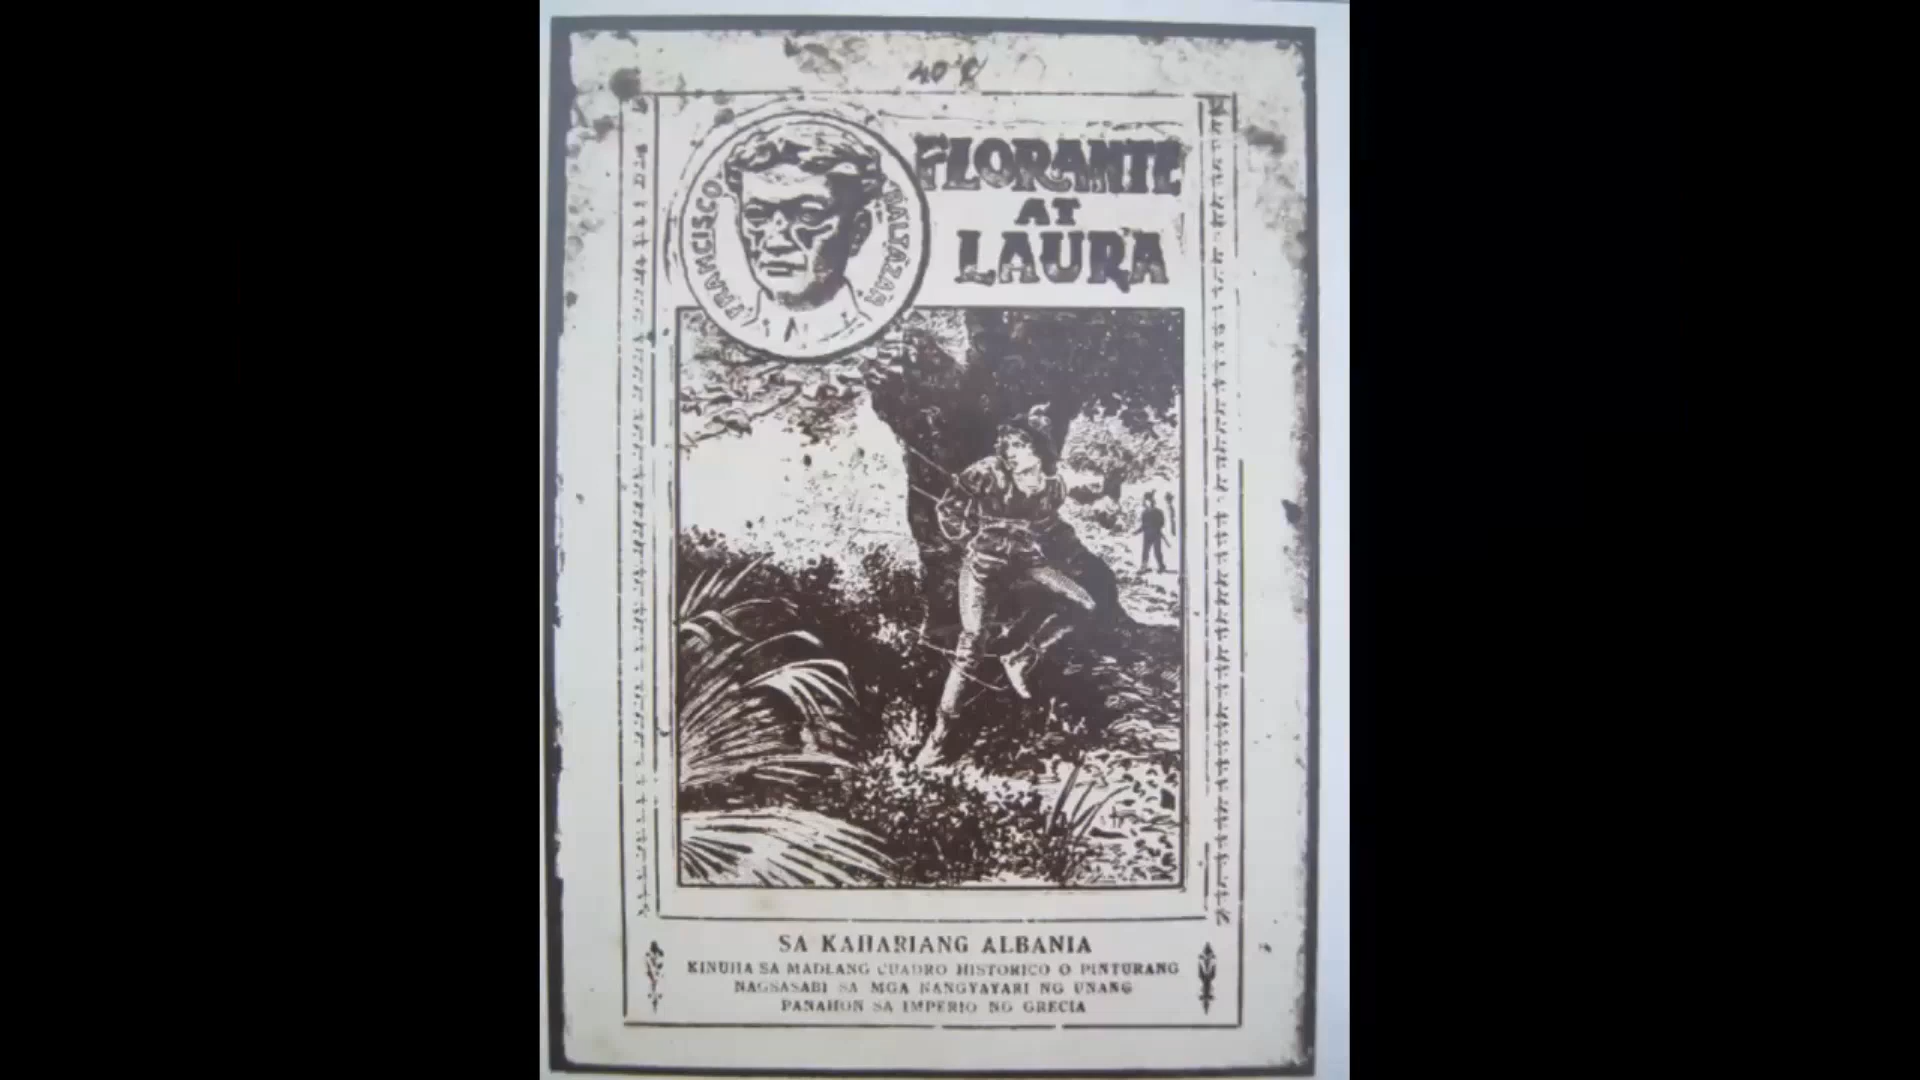 40¢
FRANCISCO BALTAZAR
FLORANTE
AT
LAURA
SA KAHARIANG ALBANIA
KINUHA SA MADLANG CUADRO HISTORICO O PINTURANG
NAGSASABI SA MGA NANGYAYARI NG UNANG
PANAHON SA IMPERIO NG GRECIA